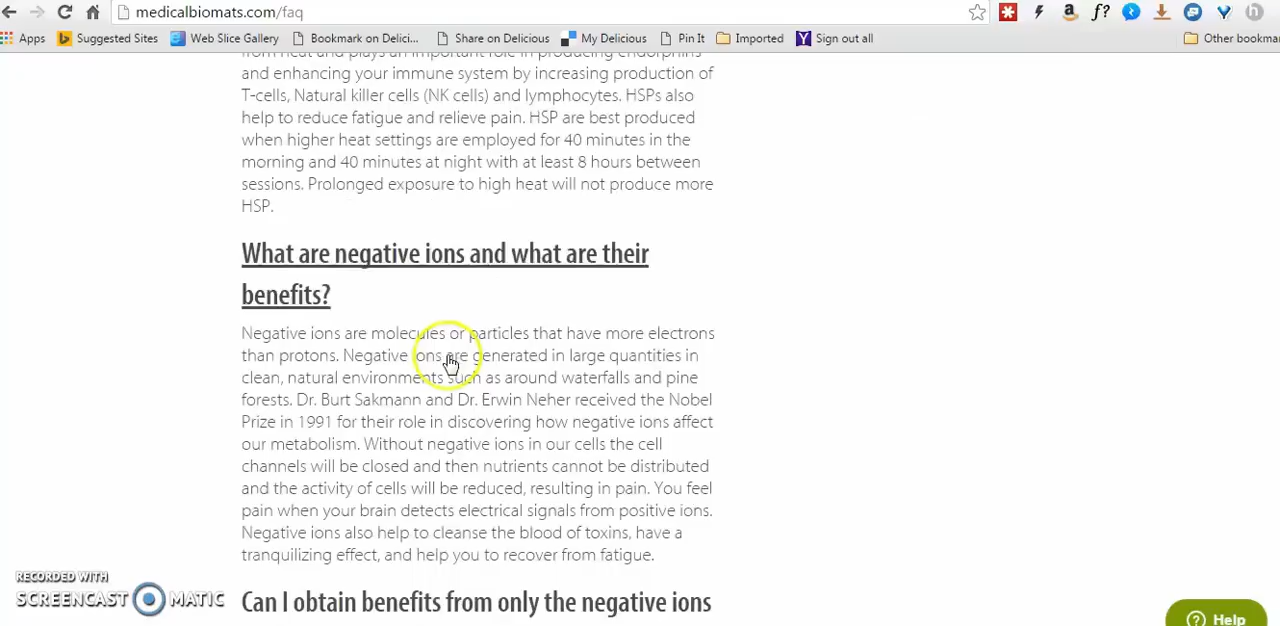 medicalbiomats.com/faq
Apps Suggested Sites Web Slice Gallery Bookmark on Delici... Share on Delicious My Delicious Pin It Imported Sign out all Other bookma
from heat and plays an important role in producing endorphins
and enhancing your immune system by increasing production of
T-cells, Natural killer cells (NK cells) and lymphocytes. HSPs also
help to reduce fatigue and relieve pain. HSP are best produced
when higher heat settings are employed for 40 minutes in the
morning and 40 minutes at night with at least 8 hours between
sessions. Prolonged exposure to high heat will not produce more
HSP.
What are negative ions and what are their
benefits?
Negative ions are molecules or particles that have more electrons
than protons. Negative ions are generated in large quantities in
clean, natural environments such as around waterfalls and pine
forests. Dr. Burt Sakmann and Dr. Erwin Neher received the Nobel
Prize in 1991 for their role in discovering how negative ions affect
our metabolism. Without negative ions in our cells the cell
channels will be closed and then nutrients cannot be distributed
and the activity of cells will be reduced, resulting in pain. You feel
pain when your brain detects electrical signals from positive ions.
Negative ions also help to cleanse the blood of toxins, have a
tranquilizing effect, and help you to recover from fatigue.
Can I obtain benefits from only the negative ions
RECORDED WITH
SCREENCAST MATIC
Help